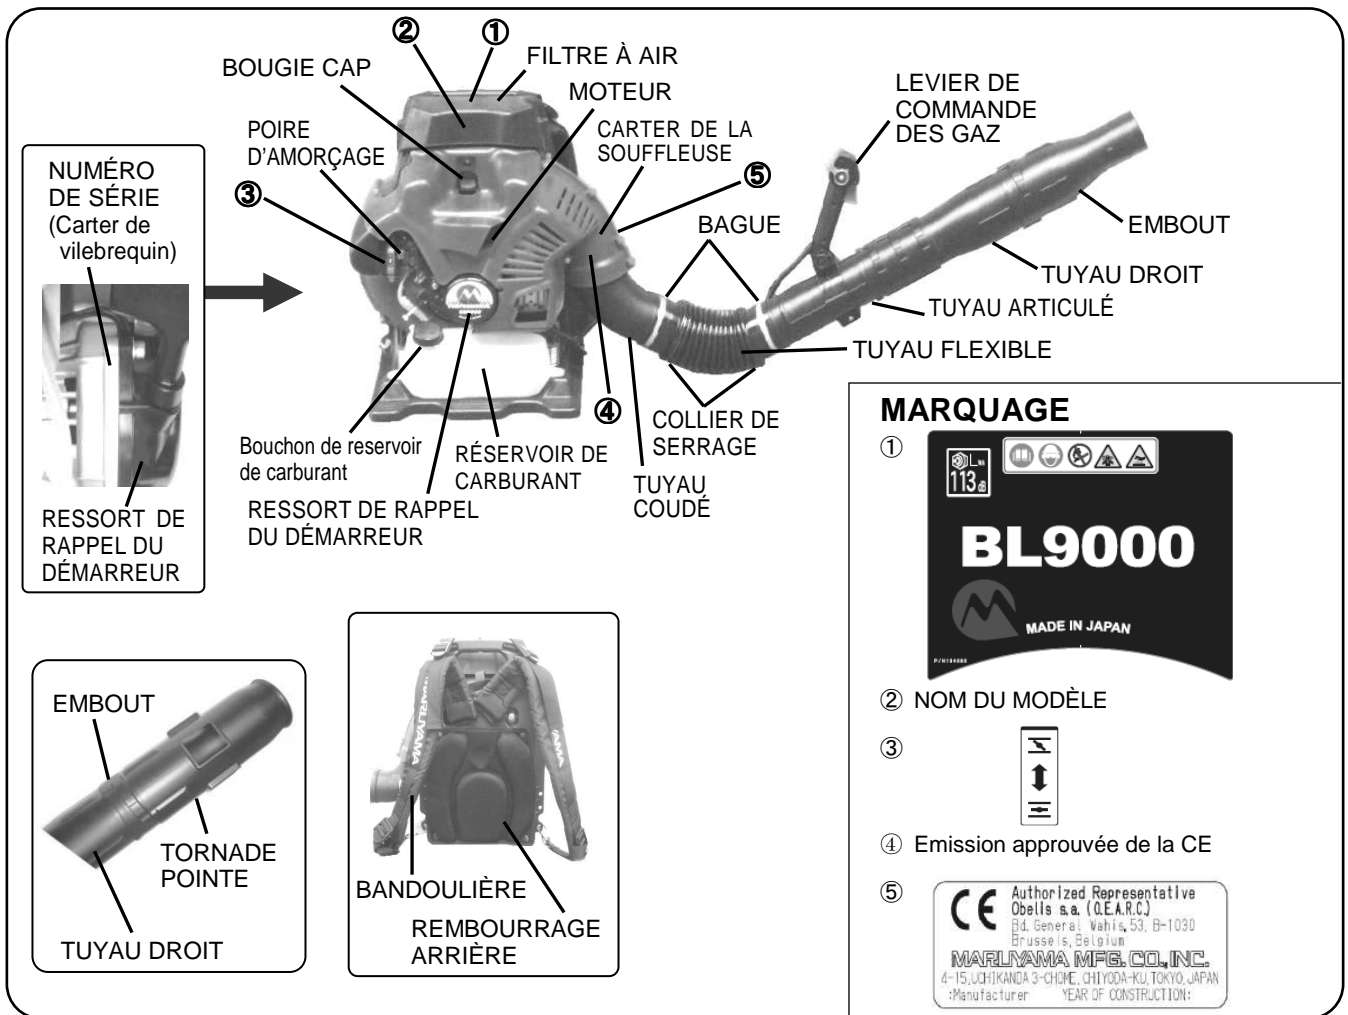 ② ①
BOUGIE CAP
FILTRE À AIR
MOTEUR
POIRE
D'AMORÇAGE
CARTER DE LA
SOUFFLEUSE
LEVIER DE
COMMANDE
DES GAZ
③
⑤
NUMÉRO
DE SÉRIE
(Carter de
vilebrequin)
RESSORT DE
RAPPEL DU
DÉMARREUR
BAGUE
EMBOUT
TUYAU DROIT
TUYAU ARTICULÉ
TUYAU FLEXIBLE
④
COLLIER DE
SERRAGE
TUYAU
COUDÉ
Bouchon de reservoir
de carburant
RÉSERVOIR DE
CARBURANT
RESSORT DE RAPPEL
DU DÉMARREUR
EMBOUT
TORNADE
POINTE
TUYAU DROIT
MARUYAMA
YAMA
BANDOULIÈRE
REMBOURRAGE
ARRIÈRE
MARQUAGE
①
LWA
113 dB
BL9000
MADE IN JAPAN
② NOM DU MODÈLE
③
④ Emission approuvée de la CE
⑤
CE
Authorized Representative
Obelis s.a. (O.E.A.R.C.)
Bd. General Wahis, 53, B-1030
Brussels, Belgium
MARUYAMA MFG. CO., INC.
4-15, UCHIKANDA 3-CHOME, CHIYODA-KU, TOKYO, JAPAN
:Manufacturer YEAR OF CONSTRUCTION: